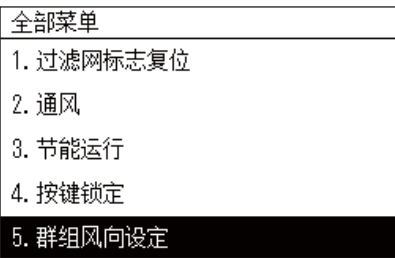 全部菜单
1. 过滤网标志复位
2. 通风
3. 节能运行
4. 按键锁定
5. 群组风向设定